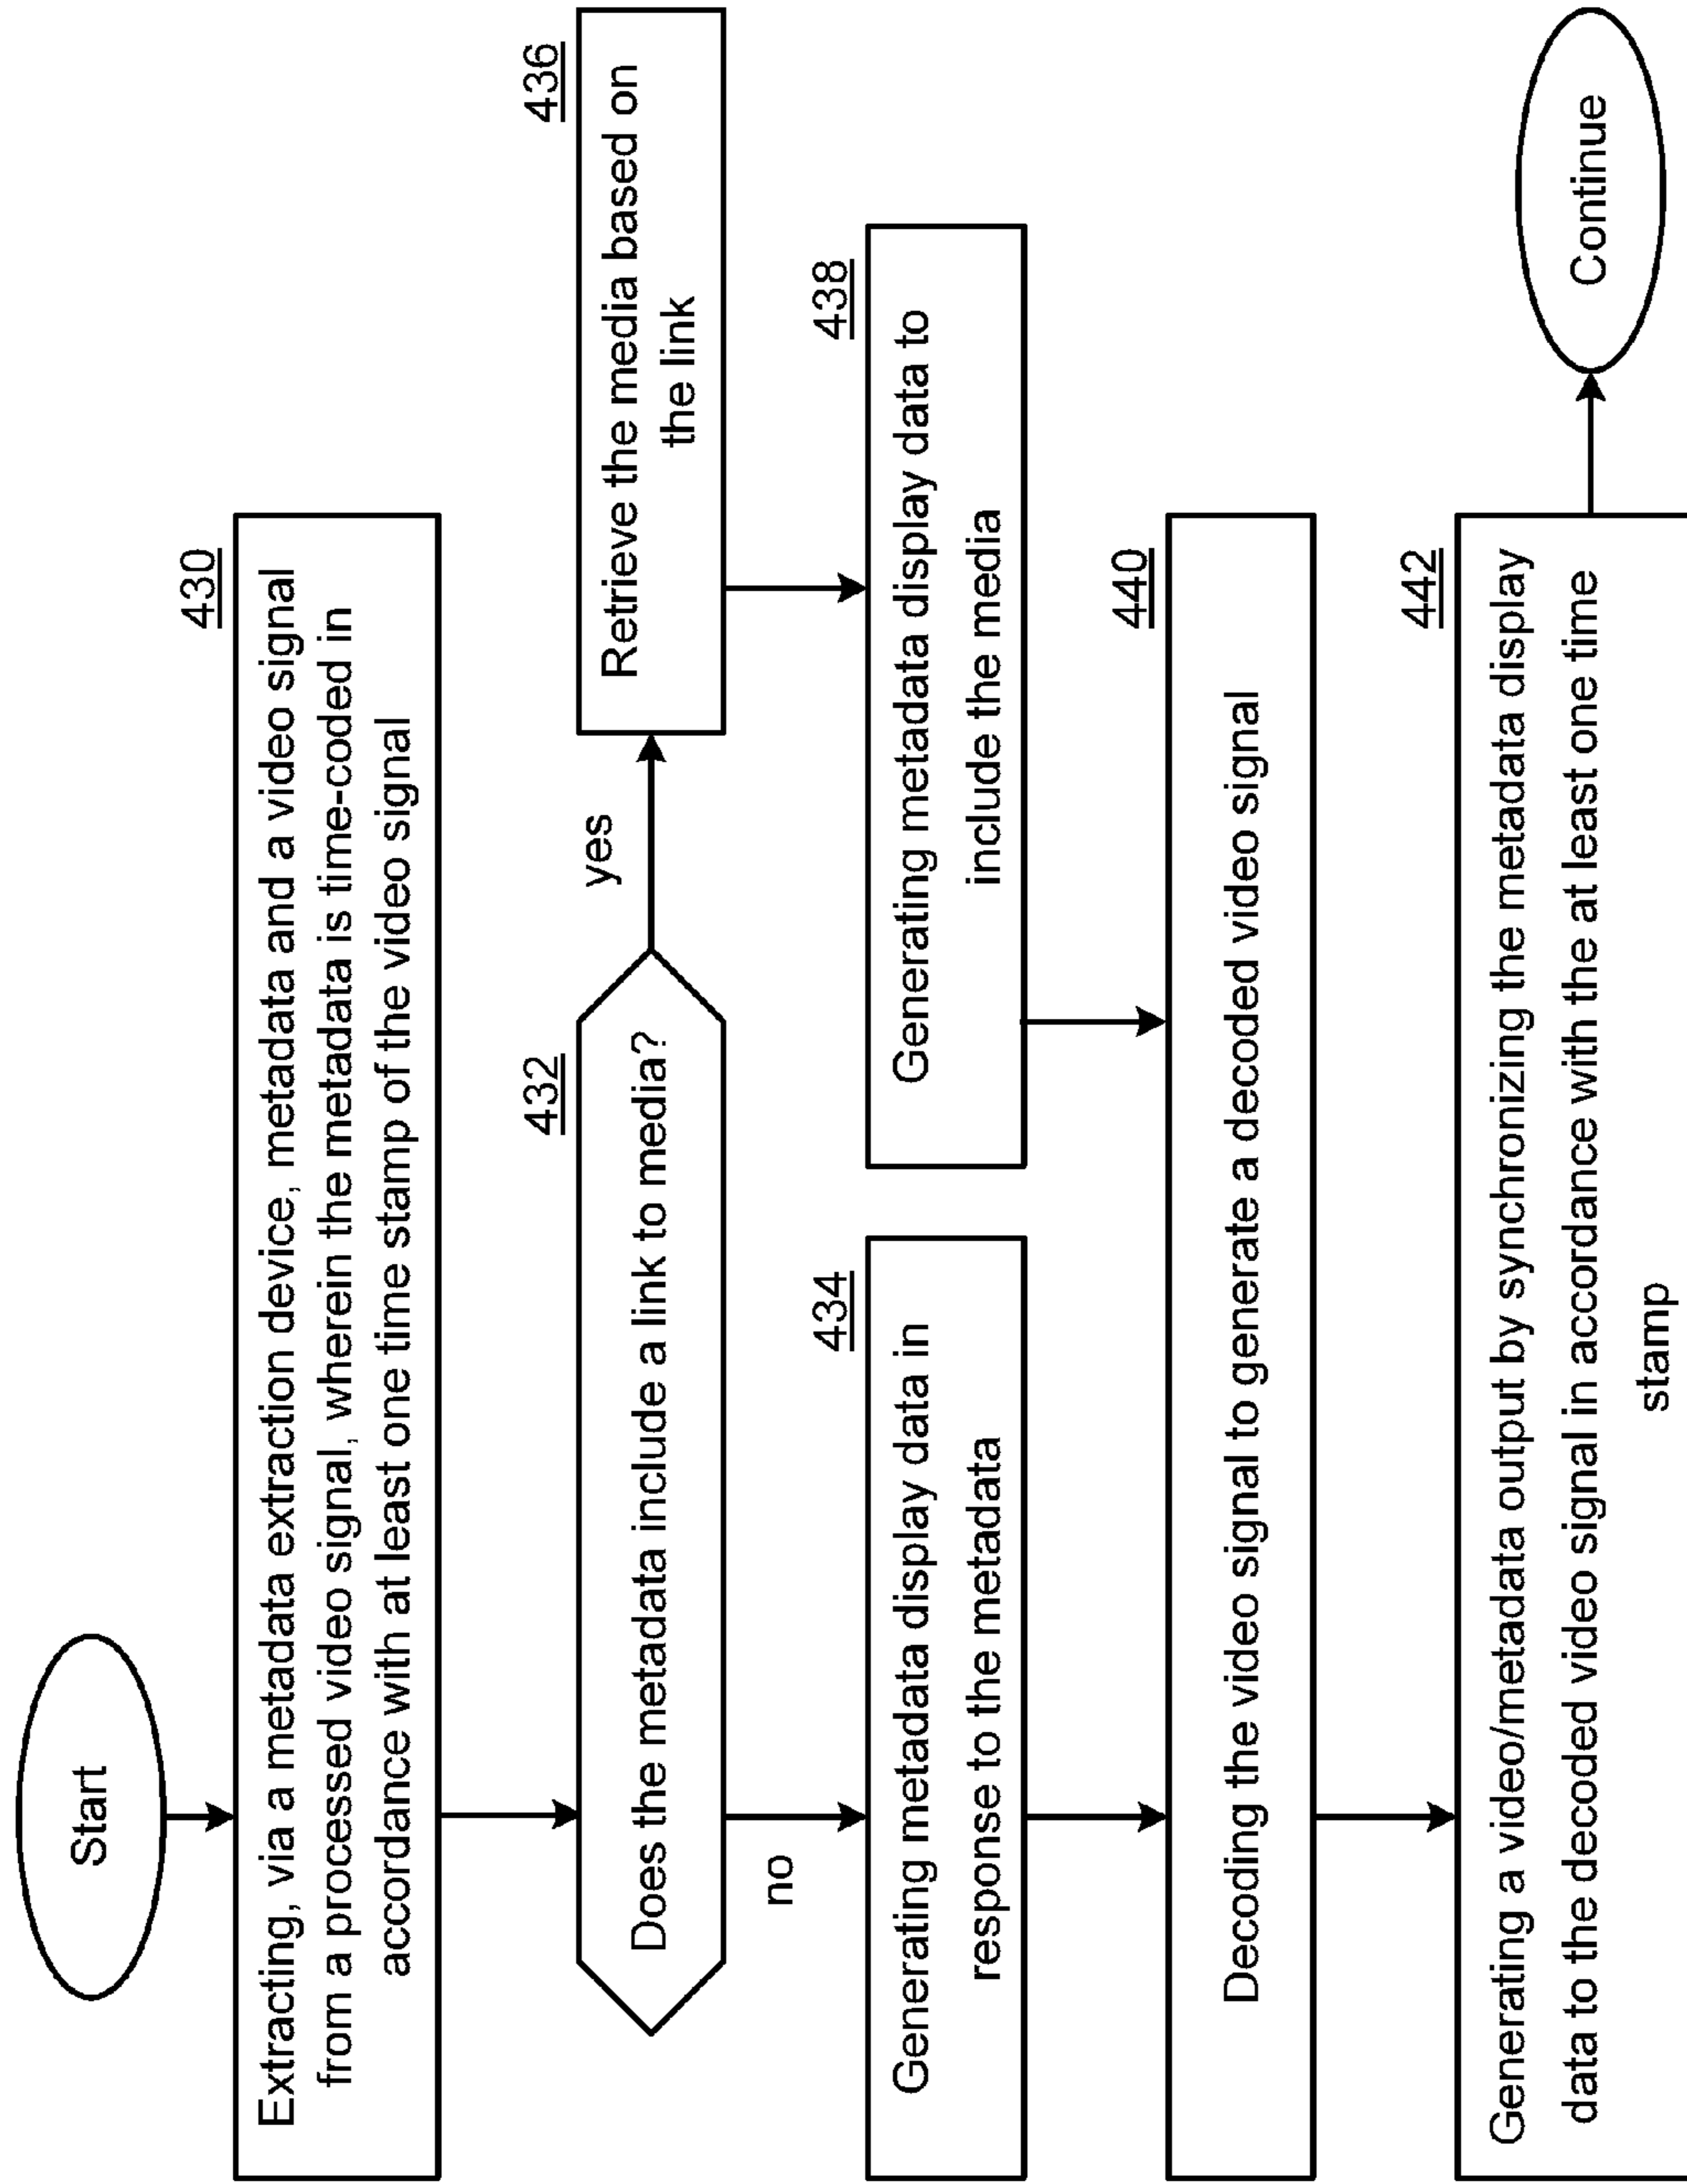 Start
430
Extracting, via a metadata extraction device, metadata and a video signal
from a processed video signal, wherein the metadata is time-coded in
accordance with at least one time stamp of the video signal
432
Does the metadata include a link to media?
yes
436
Retrieve the media based on
the link
no
434
Generating metadata display data in
response to the metadata
438
Generating metadata display data to
include the media
440
Decoding the video signal to generate a decoded video signal
442
Generating a video/metadata output by synchronizing the metadata display
data to the decoded video signal in accordance with the at least one time
stamp
Continue